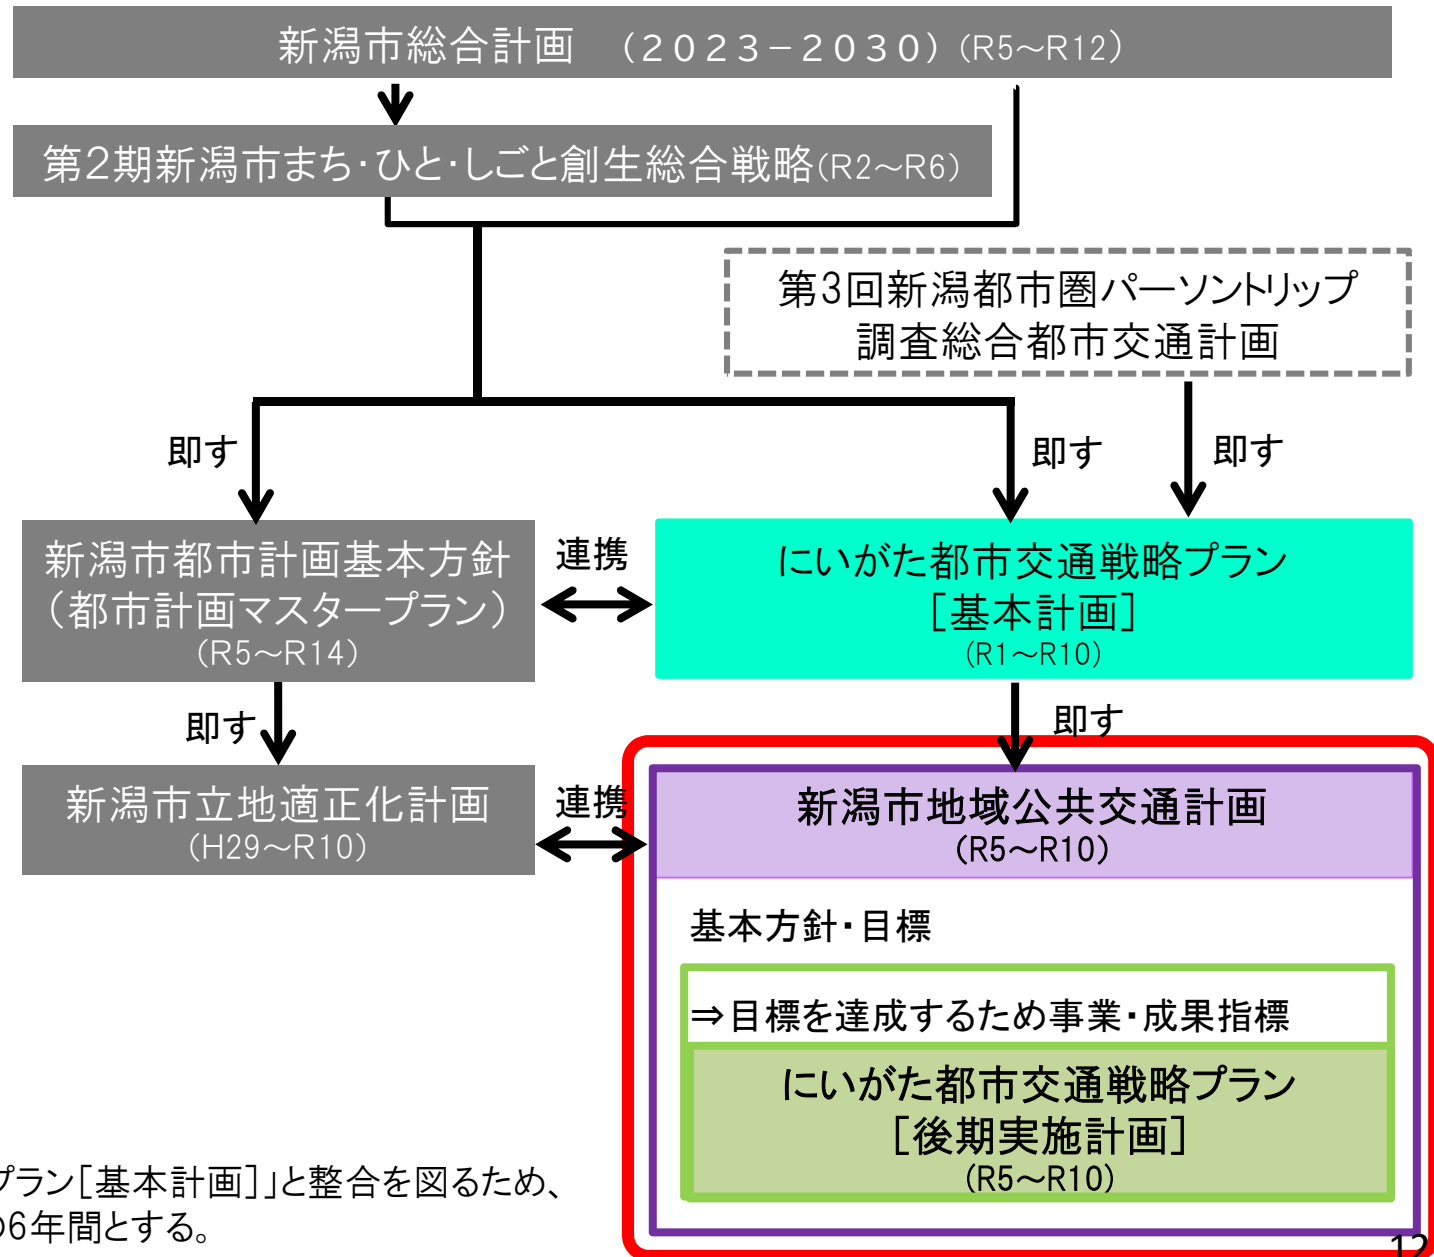 新潟市総合計画　(２０２３－２０３０) (R5～R12)
第2期新潟市まち・ひと・しごと創生総合戦略(R2～R6)
第3回新潟都市圏パーソントリップ
調査総合都市交通計画
即す
即す
即す
新潟市都市計画基本方針
(都市計画マスタープラン)
(R5～R14)
連携
にいがた都市交通戦略プラン
[基本計画]
(R1～R10)
即す
即す
新潟市立地適正化計画
(H29～R10)
連携
新潟市地域公共交通計画
(R5～R10)
基本方針・目標
⇒目標を達成するため事業・成果指標
にいがた都市交通戦略プラン
[後期実施計画]
(R5～R10)
プラン[基本計画]」と整合を図るため、
の6年間とする。
12